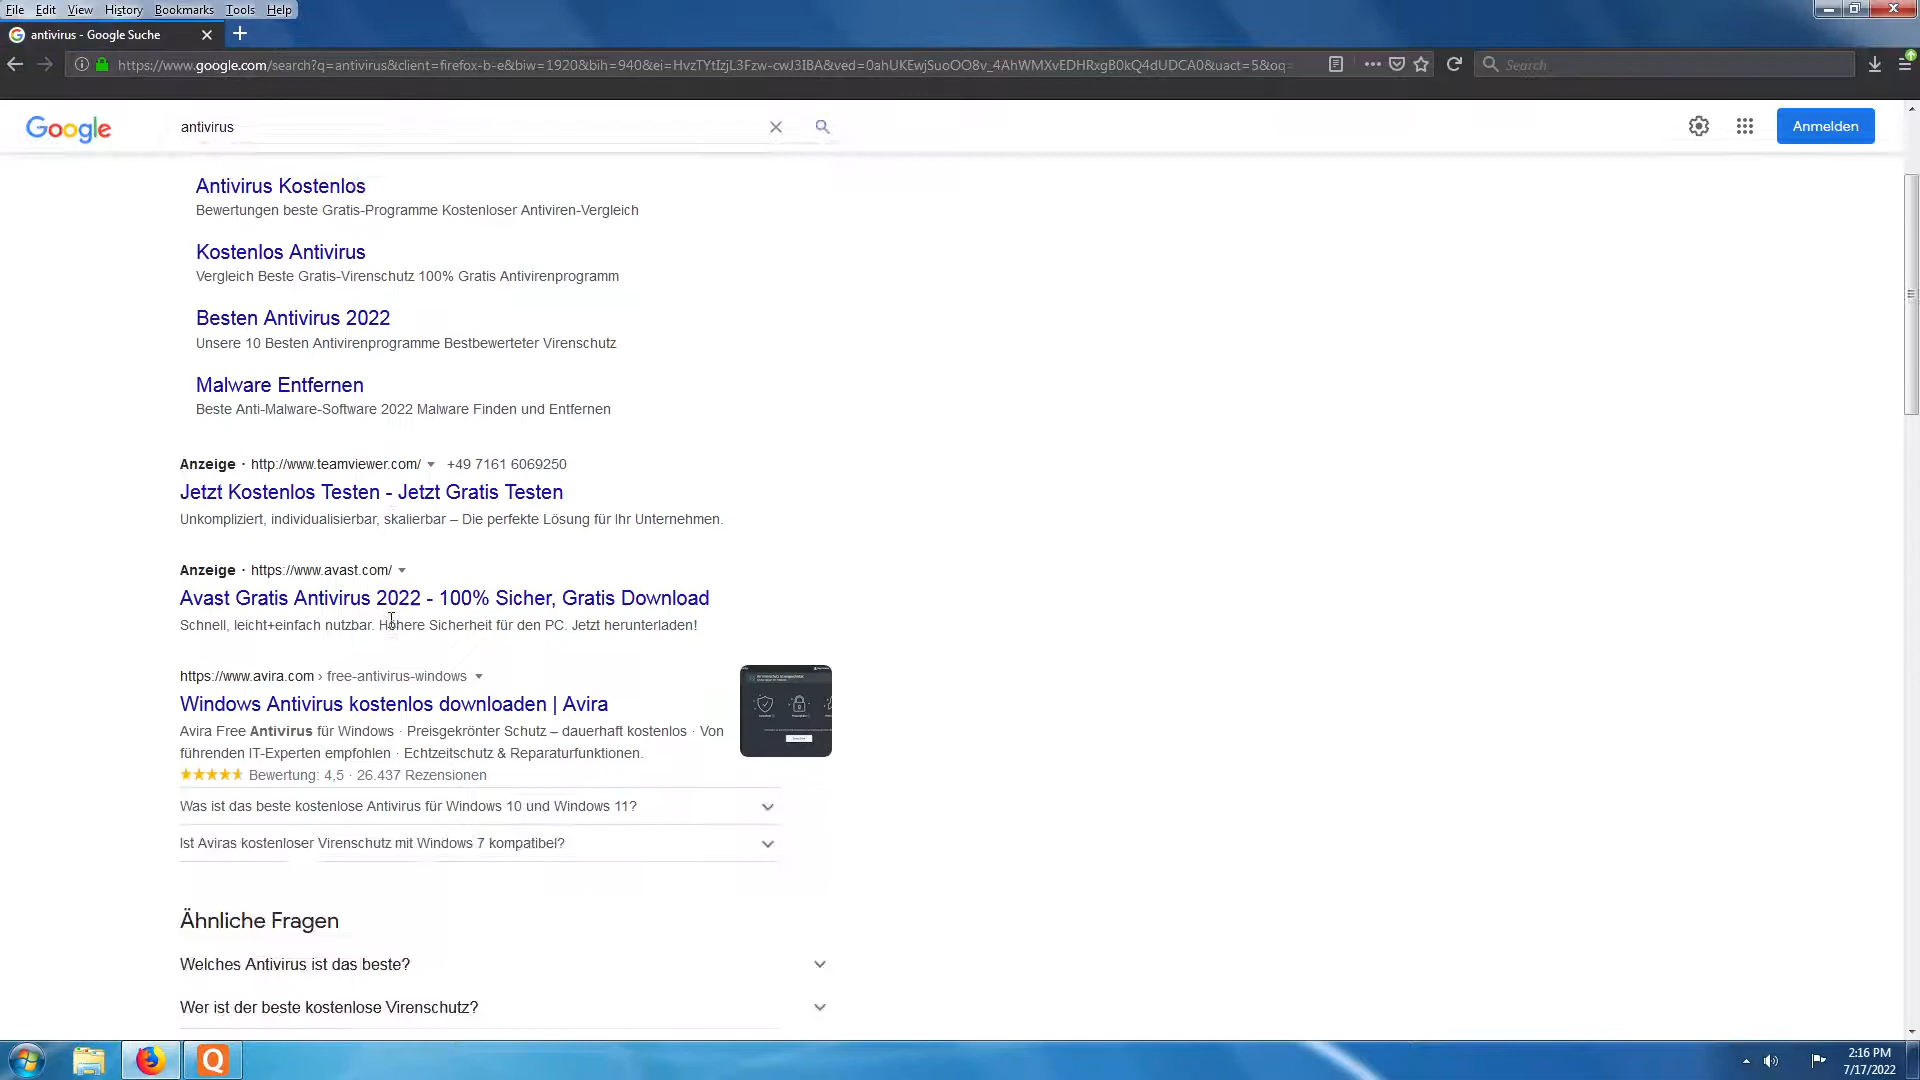 File Edit View History Bookmarks Tools Help
antivirus - Google Suche
https://www.google.com/search?q=antivirus&client=firefox-b-e&biw=1920&bih=940&ei=HvzTYtIzjL3Fzw-cwJ3IBA&ved=0ahUKEwjSuoOO8v_4AhWMXvEDHRxgB0kQ4dUDCA0&uact=5&oq=
Search
Google
antivirus
Anmelden
Antivirus Kostenlos
Bewertungen beste Gratis-Programme Kostenloser Antiviren-Vergleich
Kostenlos Antivirus
Vergleich Beste Gratis-Virenschutz 100% Gratis Antivirenprogramm
Besten Antivirus 2022
Unsere 10 Besten Antivirenprogramme Bestbewerteter Virenschutz
Malware Entfernen
Beste Anti-Malware-Software 2022 Malware Finden und Entfernen
Anzeige · http://www.teamviewer.com/ +49 7161 6069250
Jetzt Kostenlos Testen - Jetzt Gratis Testen
Unkompliziert, individualisierbar, skalierbar – Die perfekte Lösung für Ihr Unternehmen.
Anzeige · https://www.avast.com/
Avast Gratis Antivirus 2022 - 100% Sicher, Gratis Download
Schnell, leicht+einfach nutzbar. Höhere Sicherheit für den PC. Jetzt herunterladen!
https://www.avira.com › free-antivirus-windows
Windows Antivirus kostenlos downloaden | Avira
Avira Free Antivirus für Windows · Preisgekrönter Schutz – dauerhaft kostenlos · Von
führenden IT-Experten empfohlen · Echtzeitschutz & Reparaturfunktionen.
Bewertung: 4,5 · 26.437 Rezensionen
Was ist das beste kostenlose Antivirus für Windows 10 und Windows 11?
Ist Aviras kostenloser Virenschutz mit Windows 7 kompatibel?
Ähnliche Fragen
Welches Antivirus ist das beste?
Wer ist der beste kostenlose Virenschutz?
2:16 PM
7/17/2022